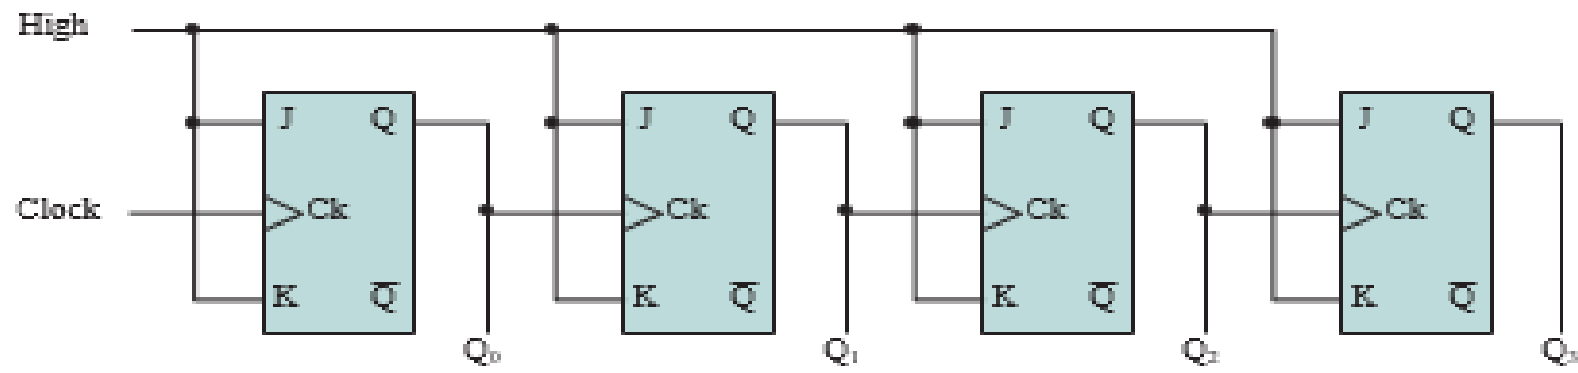 High
J Q J Q J Q J Q
Clock Ck Ck Ck Ck
K Q̅ K Q̅ K Q̅ K Q̅
Q₀ Q₁ Q₂ Q₃